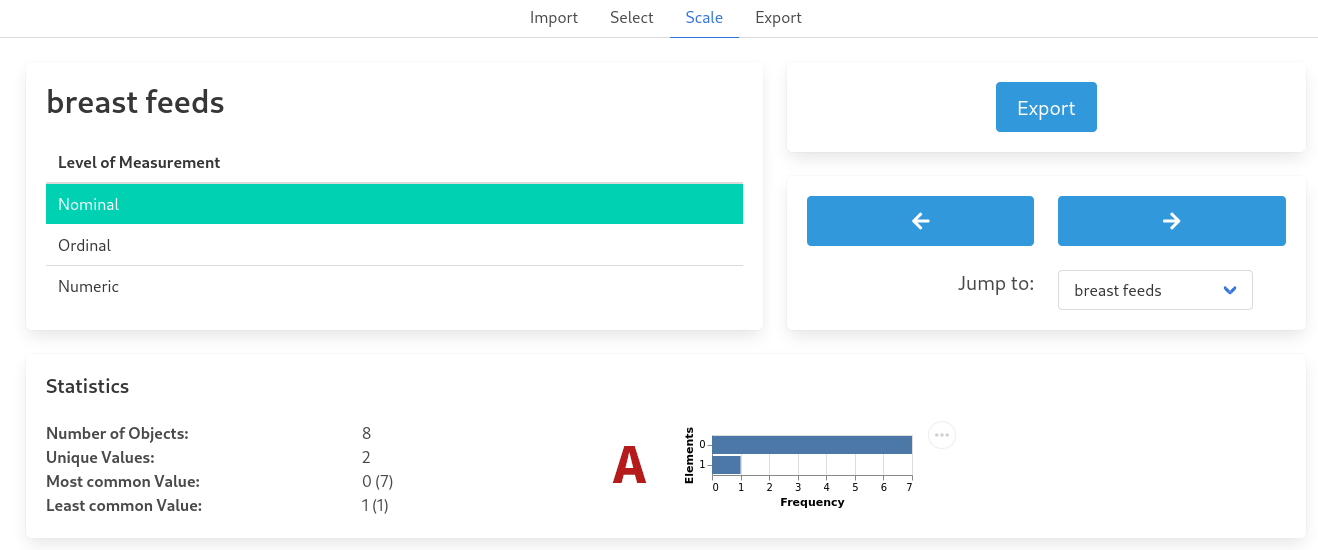 Import Select Scale Export
breast feeds
Level of Measurement
Nominal
Ordinal
Numeric
Export
Jump to: breast feeds
Statistics
Number of Objects: 8
Unique Values: 2
Most common Value: 0 (7)
Least common Value: 1 (1)
A
Elements
0
1
0 1 2 3 4 5 6 7
Frequency